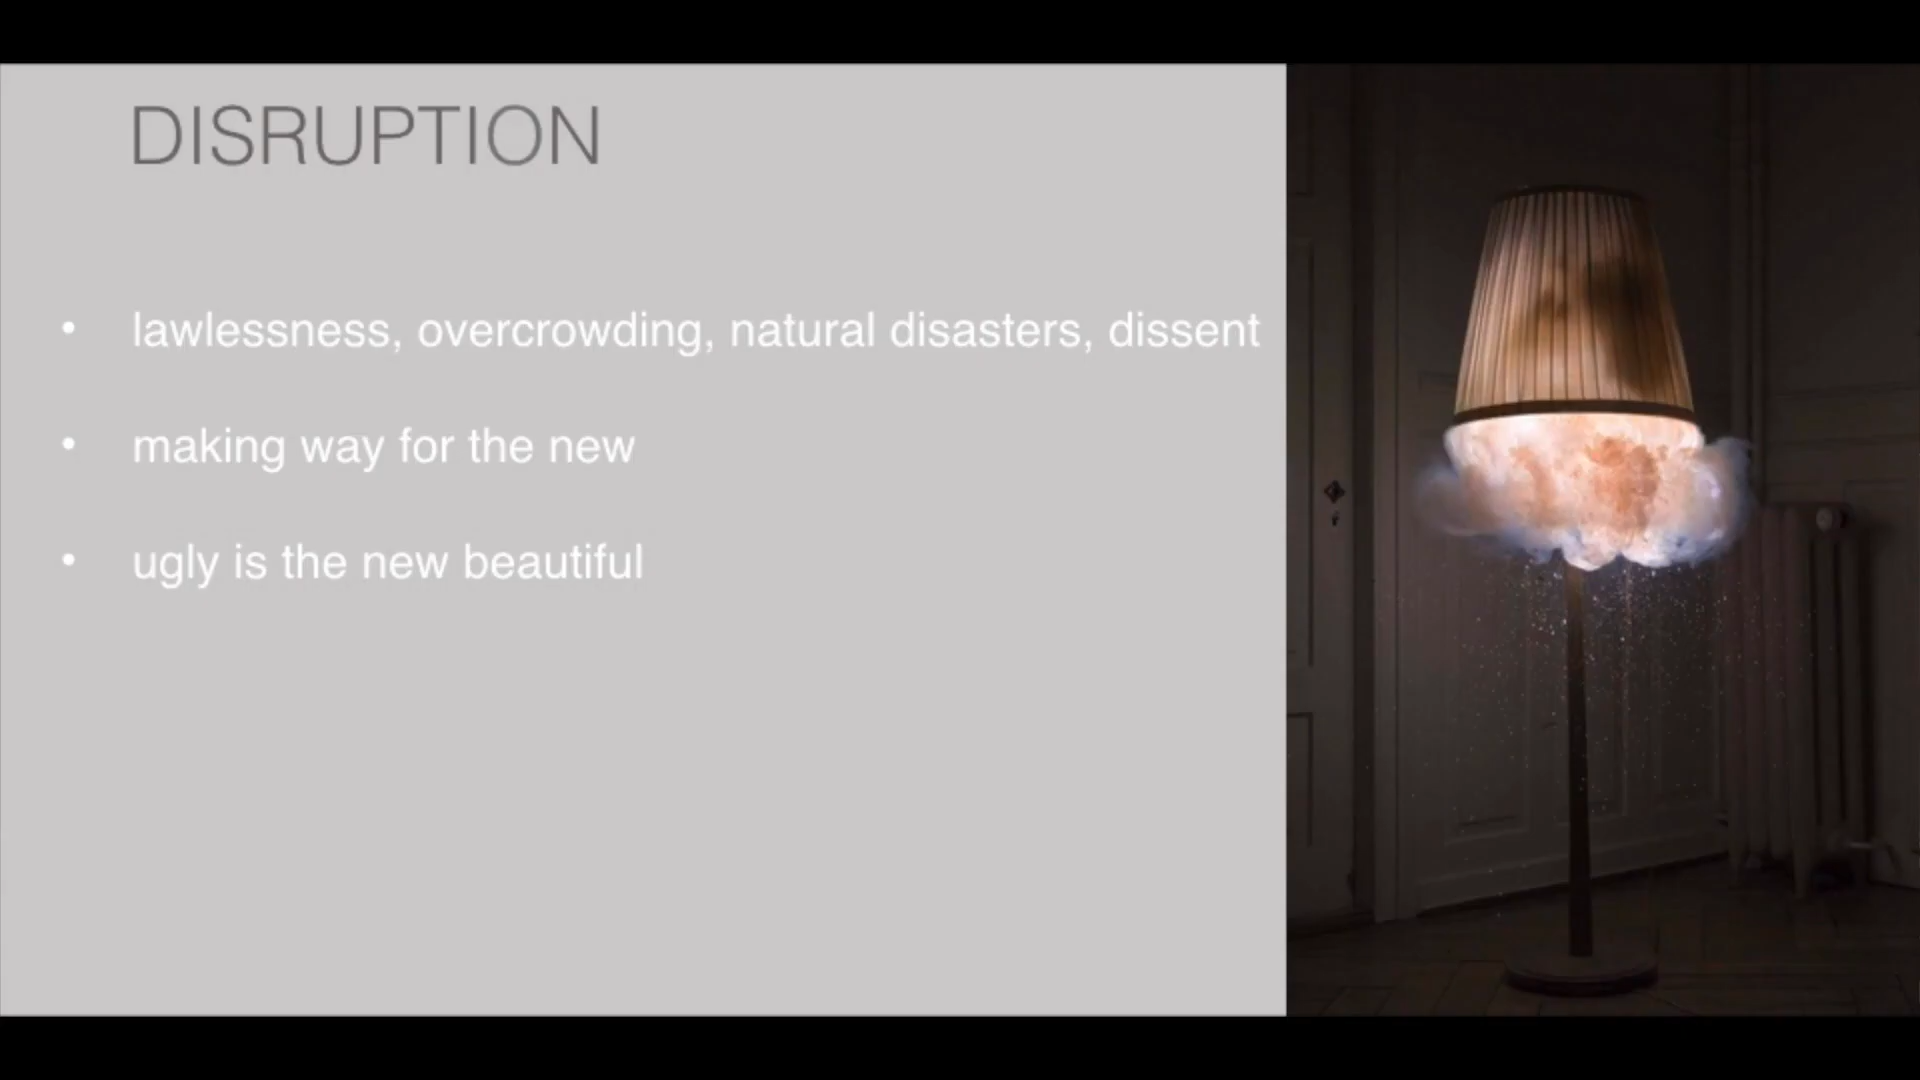 DISRUPTION
• lawlessness, overcrowding, natural disasters, dissent
• making way for the new
• ugly is the new beautiful